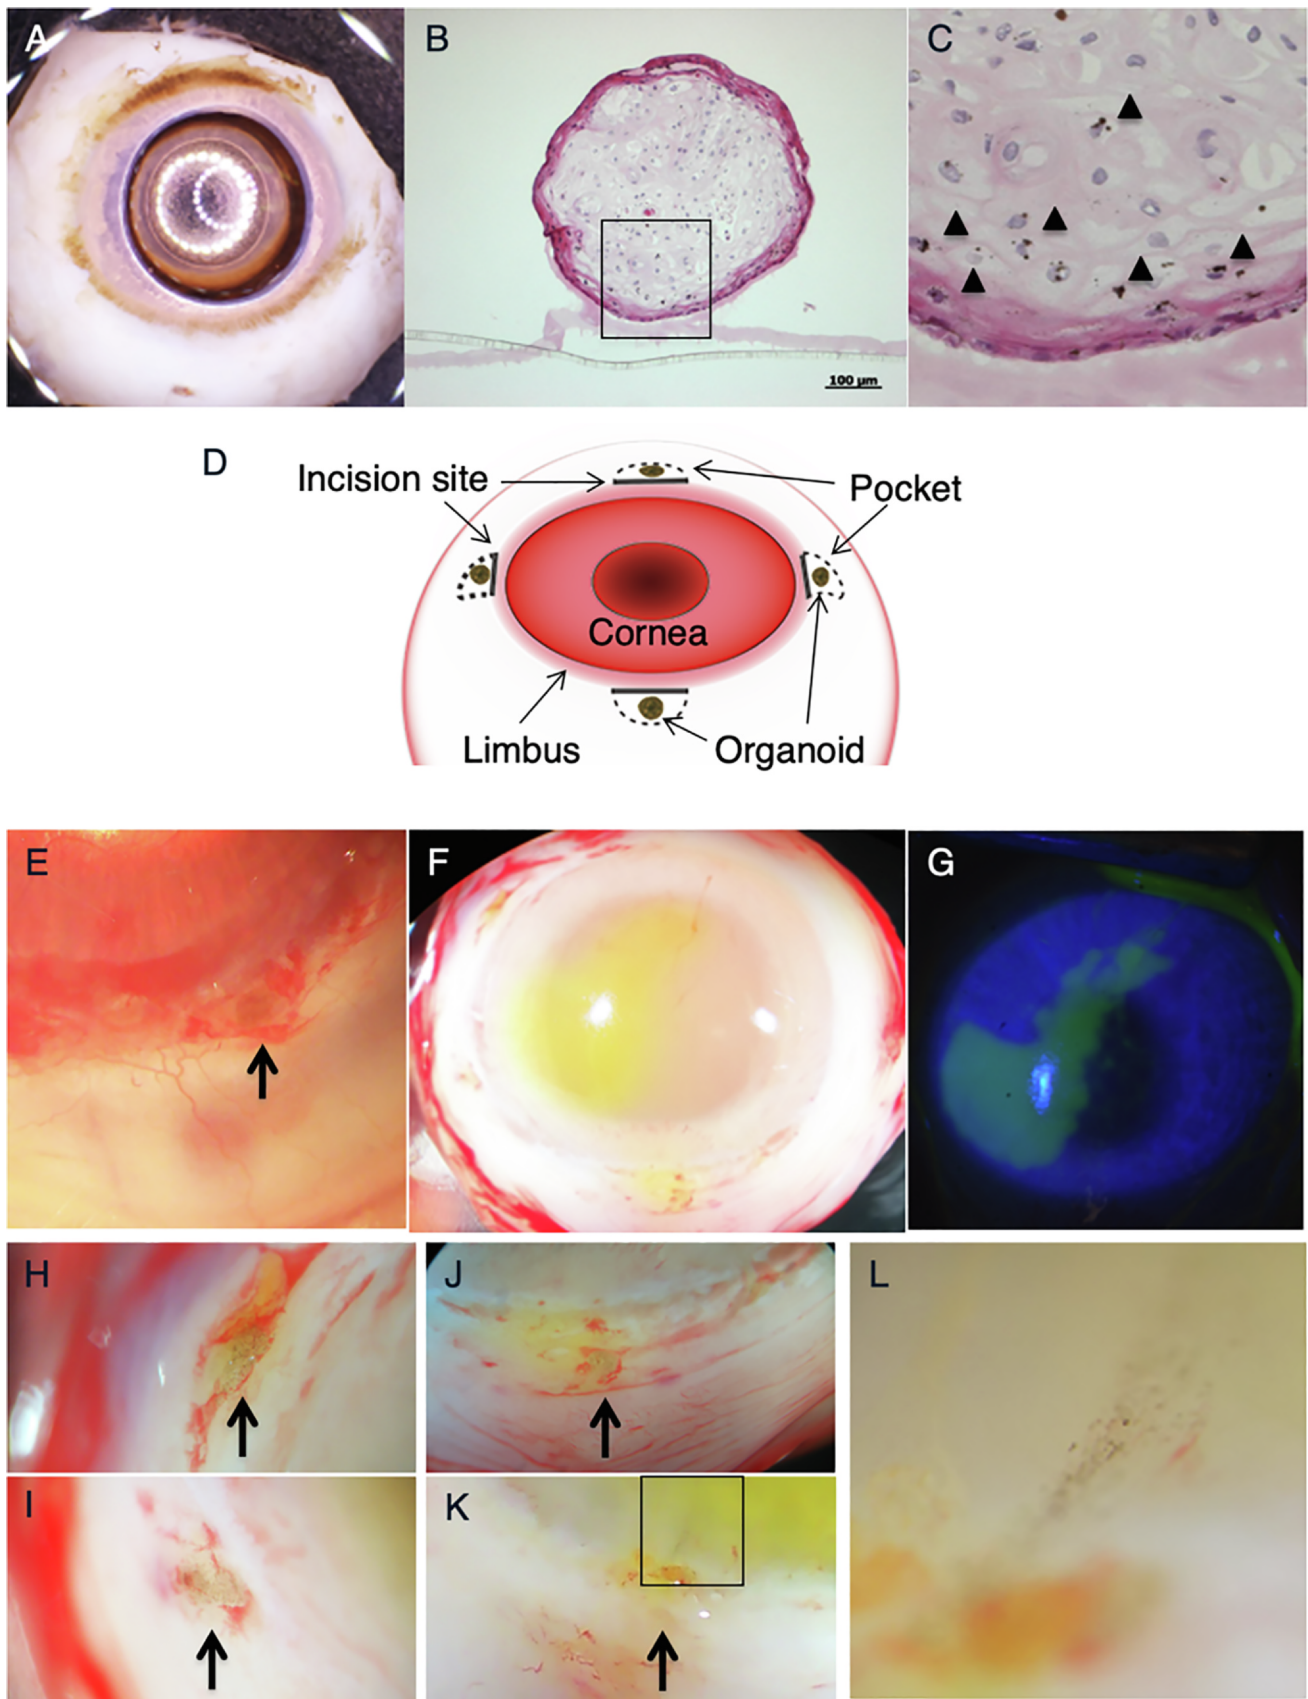 A
B
C
100 µm
D
Incision site
Pocket
Cornea
Limbus
Organoid
E
F
G
H
J
L
I
K